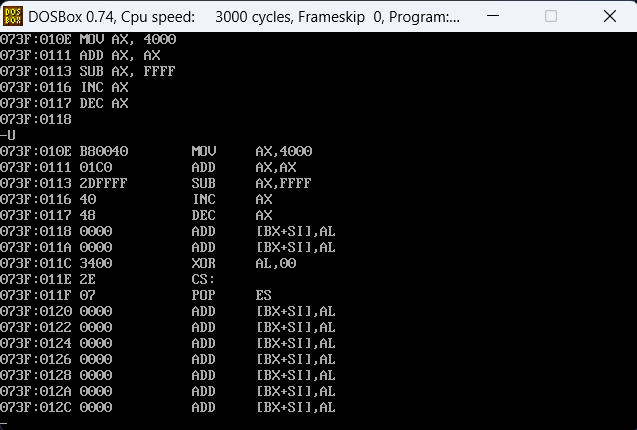 DOSBox 0.74, Cpu speed: 3000 cycles, Frameskip 0, Program:...
073F:010E MOV AX, 4000
073F:0111 ADD AX, AX
073F:0113 SUB AX, FFFF
073F:0116 INC AX
073F:0117 DEC AX
073F:0118
-U
073F:010E B80040 MOV AX,4000
073F:0111 01C0 ADD AX,AX
073F:0113 2DFFFF SUB AX,FFFF
073F:0116 40 INC AX
073F:0117 48 DEC AX
073F:0118 0000 ADD [BX+SI],AL
073F:011A 0000 ADD [BX+SI],AL
073F:011C 3400 XOR AL,00
073F:011E 2E CS:
073F:011F 07 POP ES
073F:0120 0000 ADD [BX+SI],AL
073F:0122 0000 ADD [BX+SI],AL
073F:0124 0000 ADD [BX+SI],AL
073F:0126 0000 ADD [BX+SI],AL
073F:0128 0000 ADD [BX+SI],AL
073F:012A 0000 ADD [BX+SI],AL
073F:012C 0000 ADD [BX+SI],AL
-